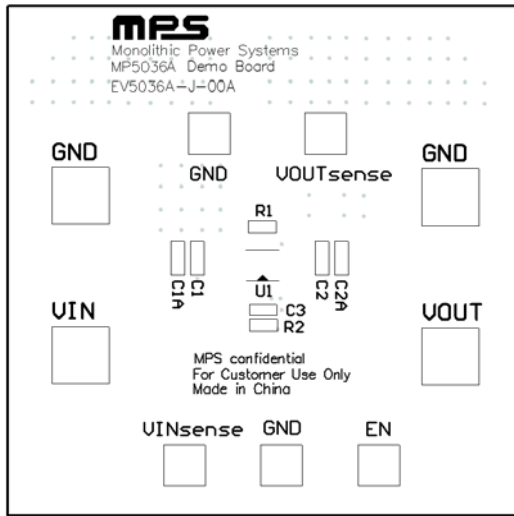 MPS
Monolithic Power Systems
MP5036A Demo Board
EV5036A-J-00A
GND VOUTsense
GND GND
R1
C1A C1 U1 C2 C2A
C3
R2
VIN VOUT
MPS confidential
For Customer Use Only
Made in China
VINsense GND EN